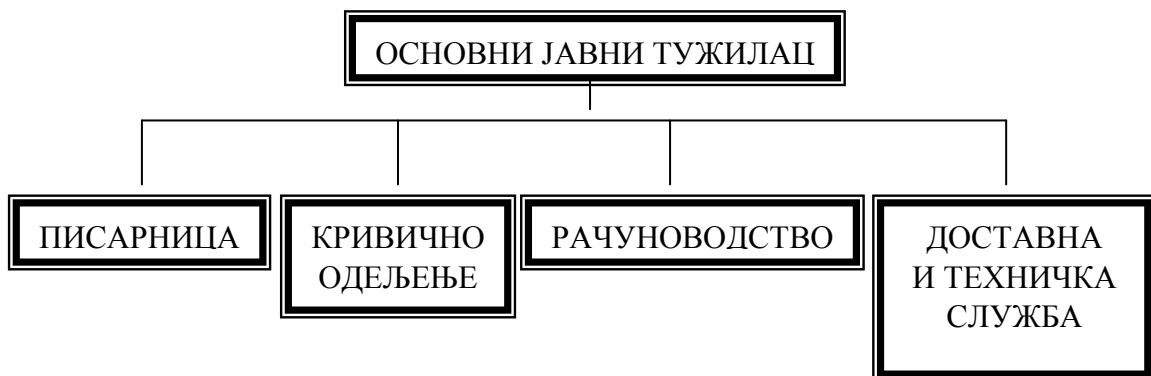 ОСНОВНИ ЈАВНИ ТУЖИЛАЦ
ПИСАРНИЦА
КРИВИЧНО
ОДЕЉЕЊЕ
РАЧУНОВОДСТВО
ДОСТАВНА
И ТЕХНИЧКА
СЛУЖБА